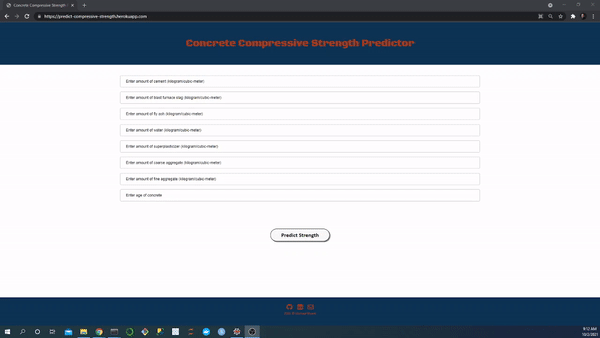 Concrete Compressive Strength
https://predict-compressive-strength.herokuapp.com
Concrete Compressive Strength Predictor
Enter amount of cement (kilogram/cubic-meter)
Enter amount of blast furnace slag (kilogram/cubic-meter)
Enter amount of fly ash (kilogram/cubic-meter)
Enter amount of water (kilogram/cubic-meter)
Enter amount of superplasticizer (kilogram/cubic-meter)
Enter amount of coarse aggregate (kilogram/cubic-meter)
Enter amount of fine aggregate (kilogram/cubic-meter)
Enter age of concrete
Predict Strength
9:12 AM
10/2/2021